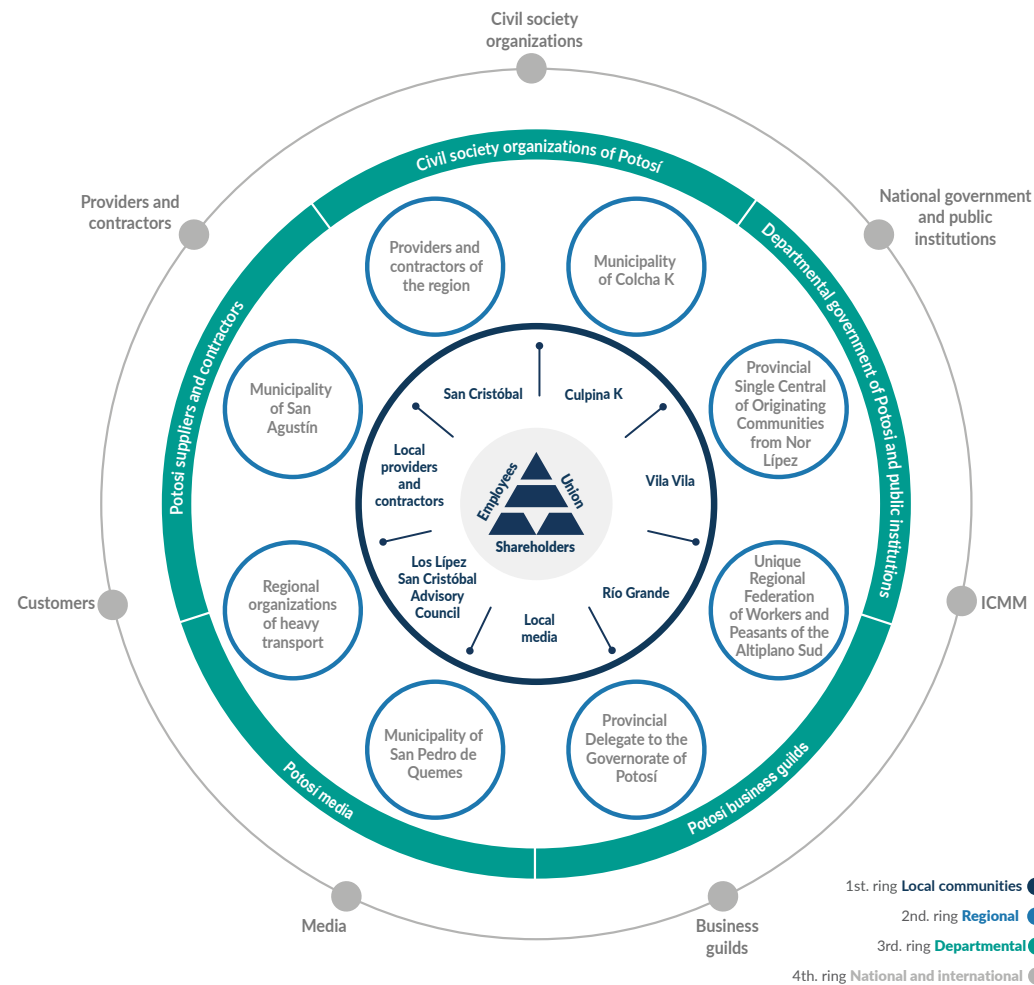 Civil society
organizations
National government
and public
institutions
ICMM
Business
guilds
Media
Customers
Providers and
contractors
Civil society organizations of Potosí
Departmental government of Potosi and public institutions
Potosí business guilds
Potosí media
Potosi suppliers and contractors
Providers and
contractors of
the region
Municipality
of Colcha K
Provincial
Single Central
of Originating
Communities
from Nor
Lípez
Unique
Regional
Federation
of Workers and
Peasants of the
Altiplano Sud
Provincial
Delegate to the
Governorate of
Potosí
Municipality of
San Pedro de
Quemes
Regional
organizations
of heavy
transport
Municipality
of San
Agustín
San Cristóbal
Culpina K
Vila Vila
Río Grande
Local
media
Los Lípez
San Cristóbal
Advisory
Council
Local
providers
and
contractors
Employees
Union
Shareholders
1st. ring Local communities
2nd. ring Regional
3rd. ring Departmental
4th. ring National and international